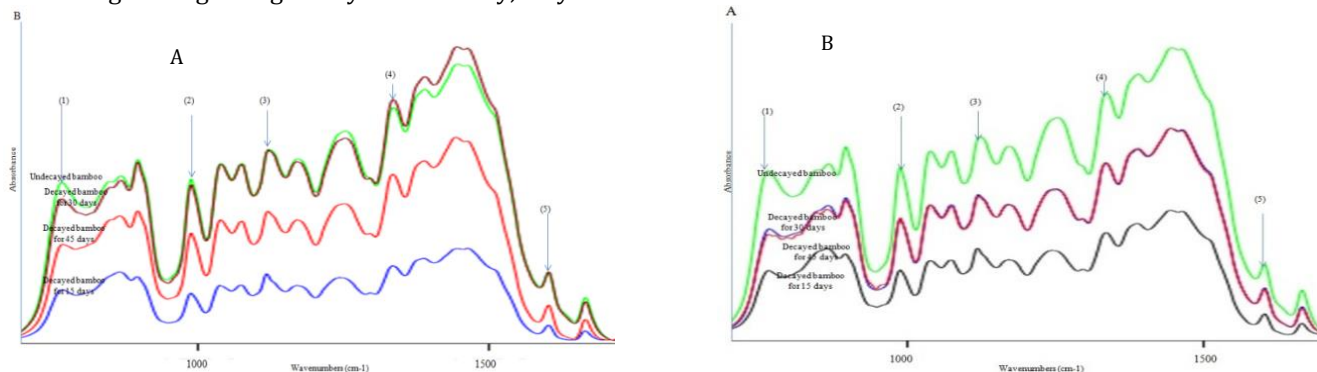 B
A
(1)
(2)
(3)
(4)
(5)
Undecayed bamboo
Decayed bamboo
for 30 days
Decayed bamboo
for 45 days
Decayed bamboo
for 15 days
Absorbance
1000
1500
Wavenumbers (cm-1)
A
B
(1)
(2)
(3)
(4)
(5)
Undecayed bamboo
Decayed bamboo
for 30 days
Decayed bamboo
for 45 days
Decayed bamboo
for 15 days
Absorbance
1000
1500
Wavenumbers (cm-1)